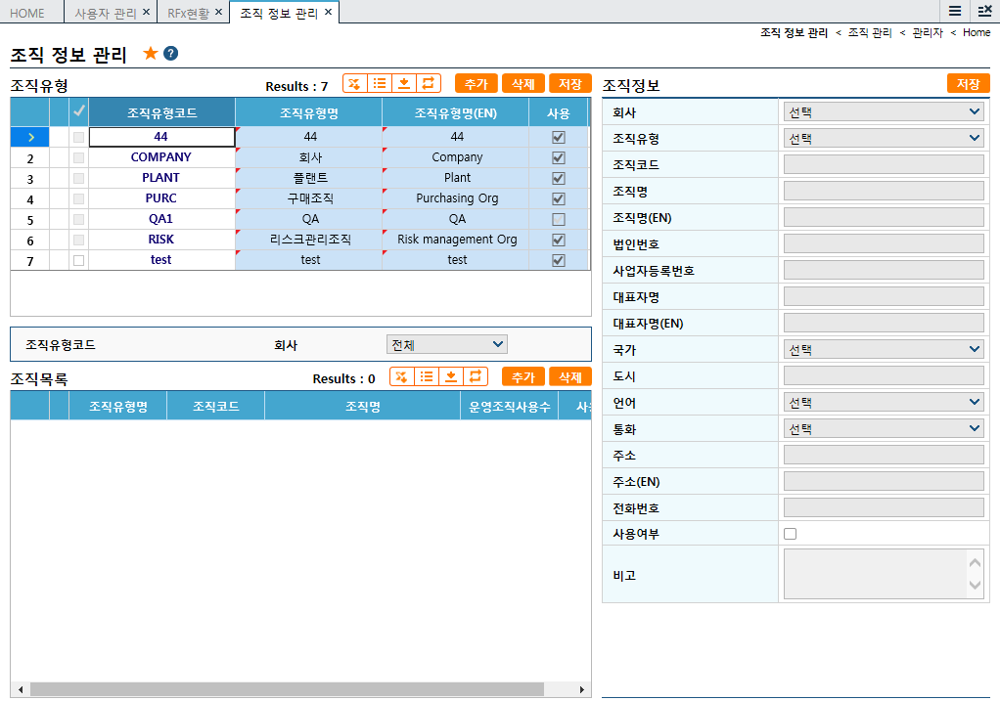 HOME
사용자 관리 ×
RFx현황 ×
조직 정보 관리 ×
조직 정보 관리 < 조직 관리 < 관리자 < Home
조직 정보 관리
조직유형
Results : 7
추가
삭제
저장
조직유형코드 조직유형명 조직유형명(EN) 사용
44 44 44
2 COMPANY 회사 Company
3 PLANT 플랜트 Plant
4 PURC 구매조직 Purchasing Org
5 QA1 QA QA
6 RISK 리스크관리조직 Risk management Org
7 test test test
조직유형코드 회사 전체
조직목록
Results : 0
추가
삭제
조직유형명 조직코드 조직명 운영조직사용수
조직정보
저장
회사 선택
조직유형 선택
조직코드
조직명
조직명(EN)
법인번호
사업자등록번호
대표자명
대표자명(EN)
국가 선택
도시
언어 선택
통화 선택
주소
주소(EN)
전화번호
사용여부
비고